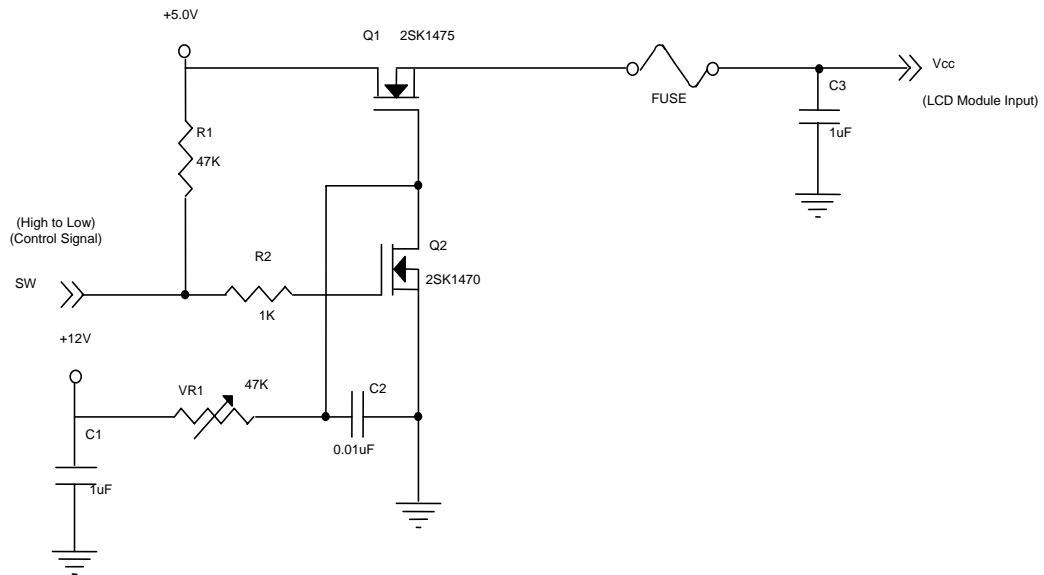 +5.0V
Q1 2SK1475
Vcc
FUSE
C3
(LCD Module Input)
R1
1uF
47K
(High to Low)
(Control Signal)
Q2
R2
SW
2SK1470
1K
+12V
VR1
47K
C2
C1
0.01uF
1uF